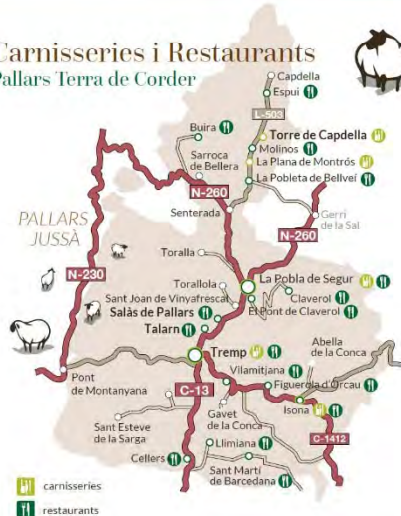 Carnisseries i Restaurants
Pallars Terra de Corder
Capdella
Espui
L-503
Buira
Torre de Capdella
Molinos
Sarroca
de Bellera
La Plana de Montrós
La Pobleta de Bellveí
N-260
Senterada
PALLARS
JUSSÀ
N-260
Gerri
de la Sal
Toralla
N-230
Torallola
La Pobla de Segur
Sant Joan de Vinyafrescal
Claverol
Salàs de Pallars
El Pont de Claverol
Talarn
Abella
de la Conca
Tremp
Vilamitjana
Pont
de Montanyana
Figuerola d'Orcau
C-13
Isona
Gavet
de la Conca
Sant Esteve
de la Sarga
C-1412
Llimiana
Cellers
Sant Martí
de Barcedana
carnisseries
restaurants